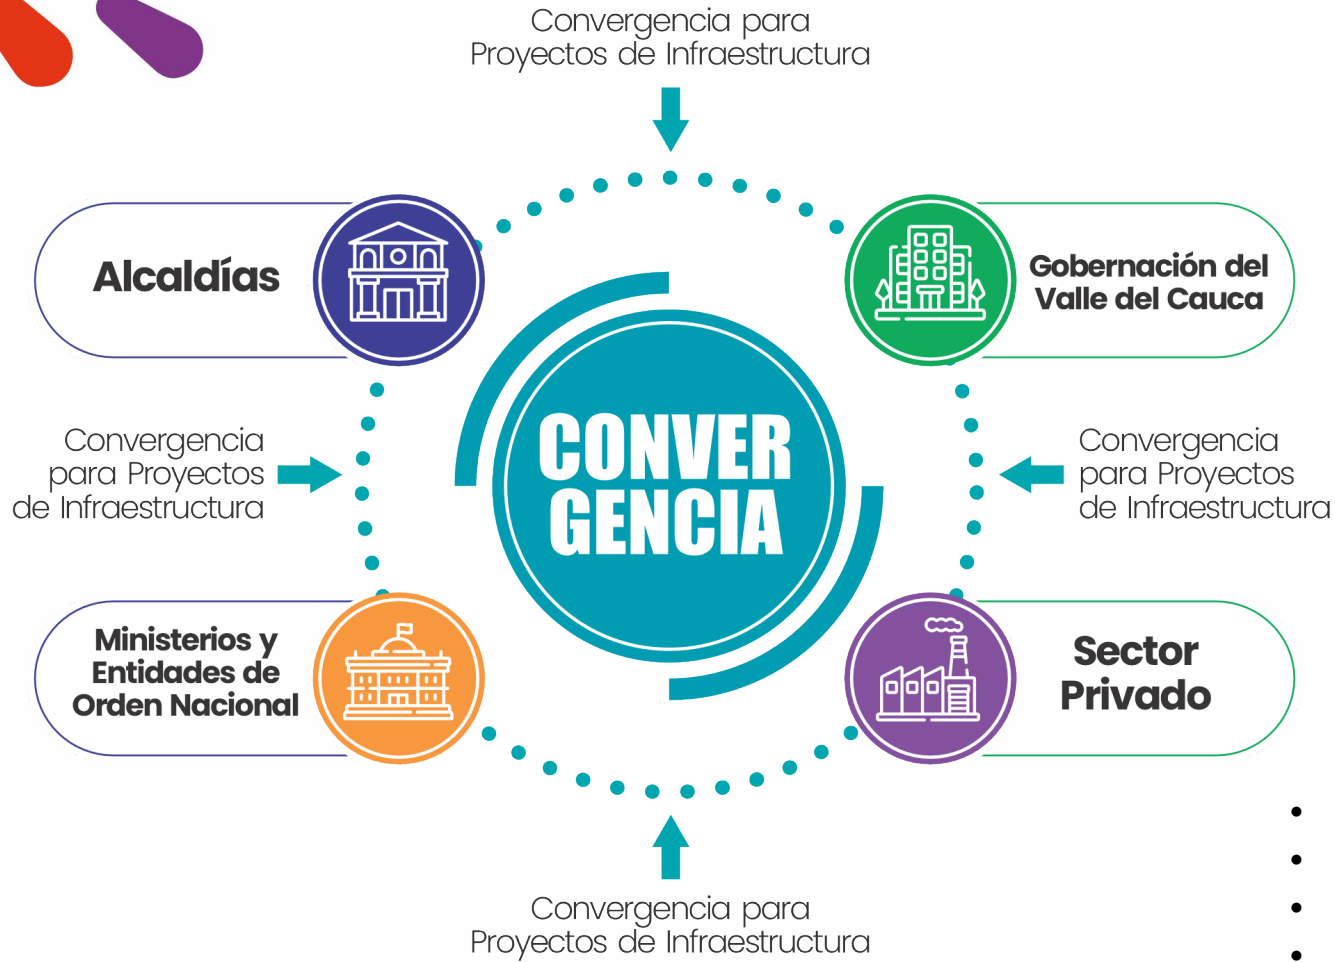 Convergencia para
Proyectos de Infraestructura
Alcaldías
Gobernación del
Valle del Cauca
Convergencia
para Proyectos
de Infraestructura
CONVER
GENCIA
Convergencia
para Proyectos
de Infraestructura
Ministerios y
Entidades de
Orden Nacional
Sector
Privado
Convergencia para
Proyectos de Infraestructura